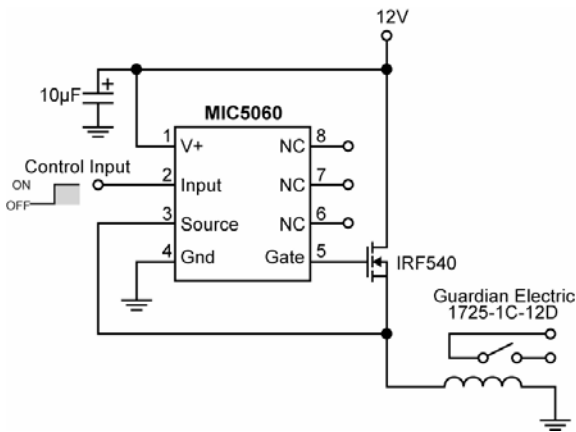 12V
10µF
+
MIC5060
1 V+ NC 8
Control Input
ON
OFF
2 Input NC 7
3 Source NC 6
4 Gnd Gate 5
IRF540
Guardian Electric
1725-1C-12D